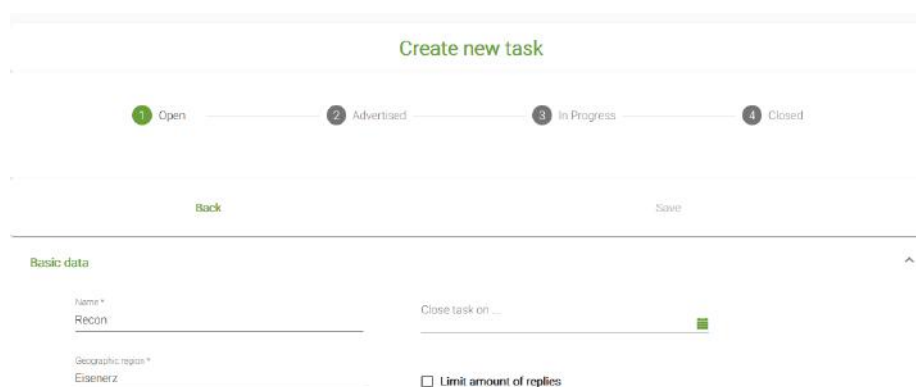 Create new task
1 Open 2 Advertised 3 In Progress 4 Closed
Back Save
Basic data
Name *
Recon
Close task on ...
Geographic region *
Eisenerz
Limit amount of replies